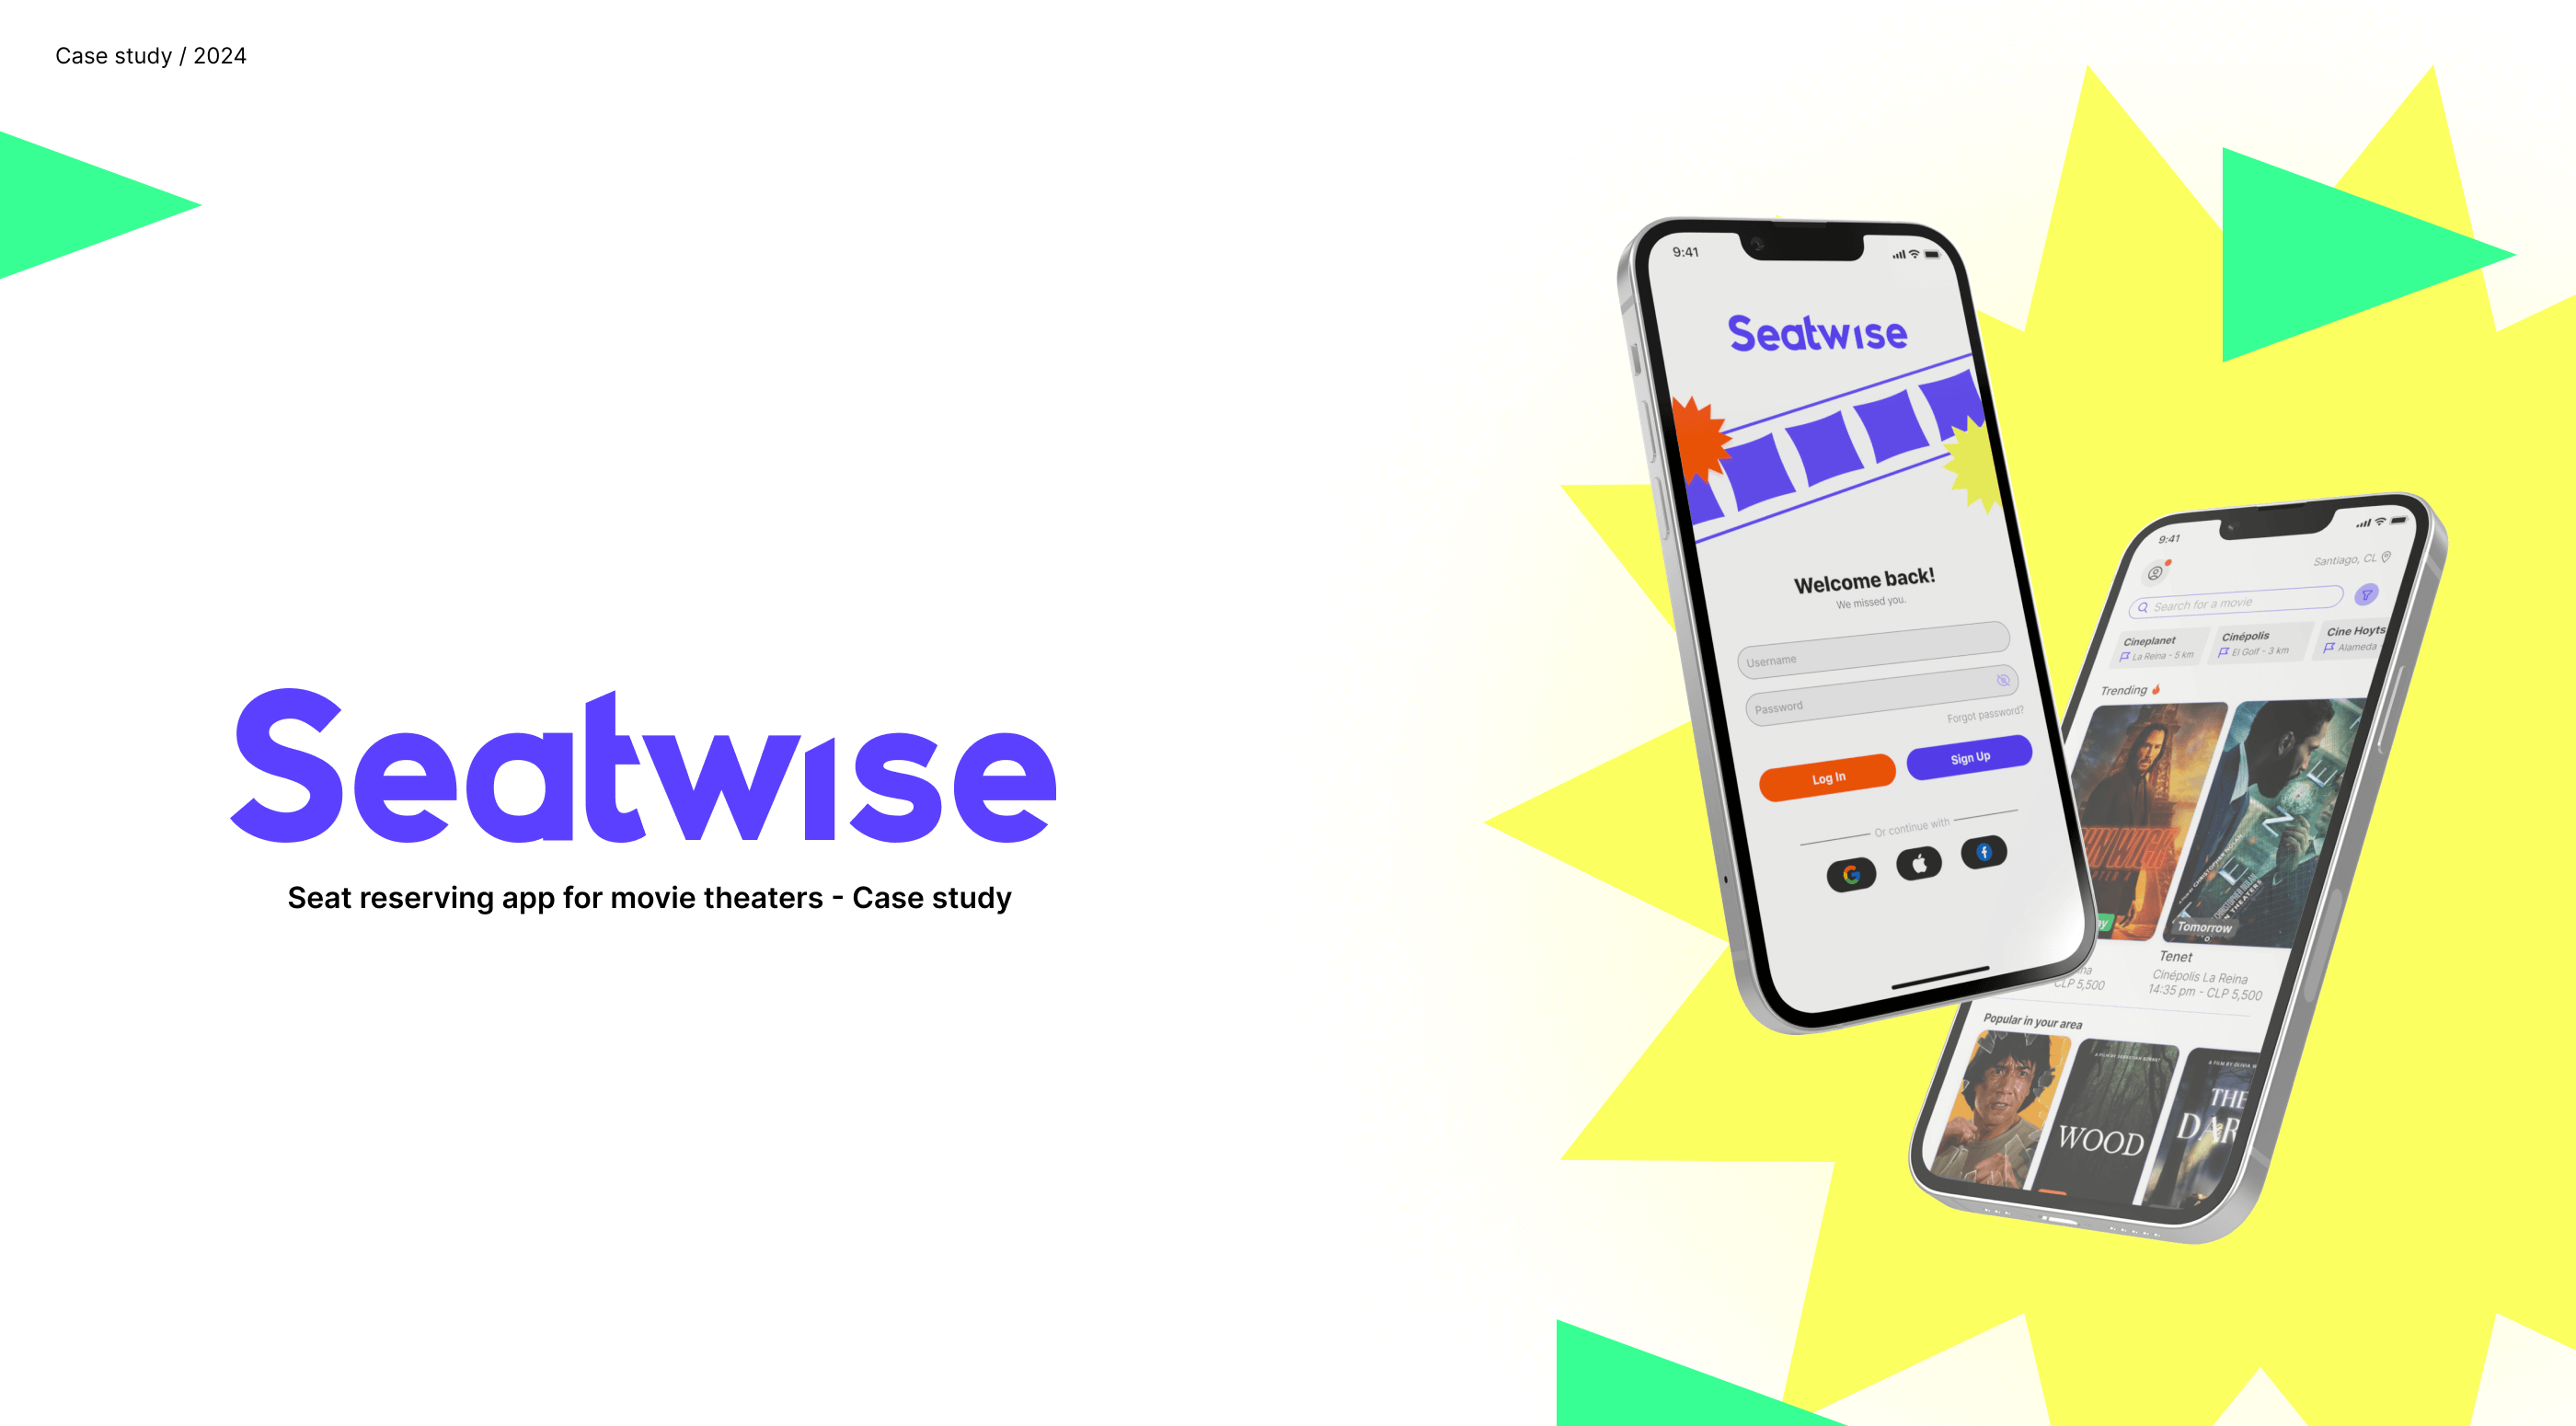 Case study / 2024
Seatwise
Seat reserving app for movie theaters - Case study
9:41
Seatwise
Welcome back!
We missed you.
Username
Password
Forgot password?
Log In
Sign Up
Or continue with
9:41
Santiago, CL
Search for a movie
Cineplanet
La Reina - 5 km
Cinépolis
El Golf - 3 km
Cine Hoyts
Alameda
Trending
TENET
Tomorrow
Tenet
Cinépolis La Reina
14:35 pm - CLP 5,500
CLP 5,500
Popular in your area
WOOD
THE